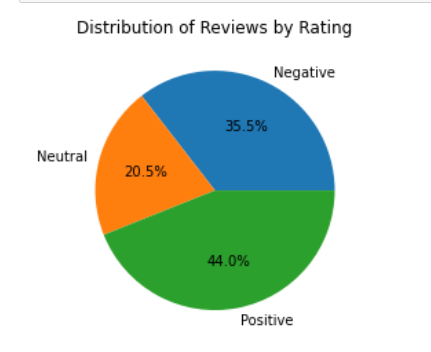 Distribution of Reviews by Rating
Negative
35.5%
Neutral
20.5%
44.0%
Positive